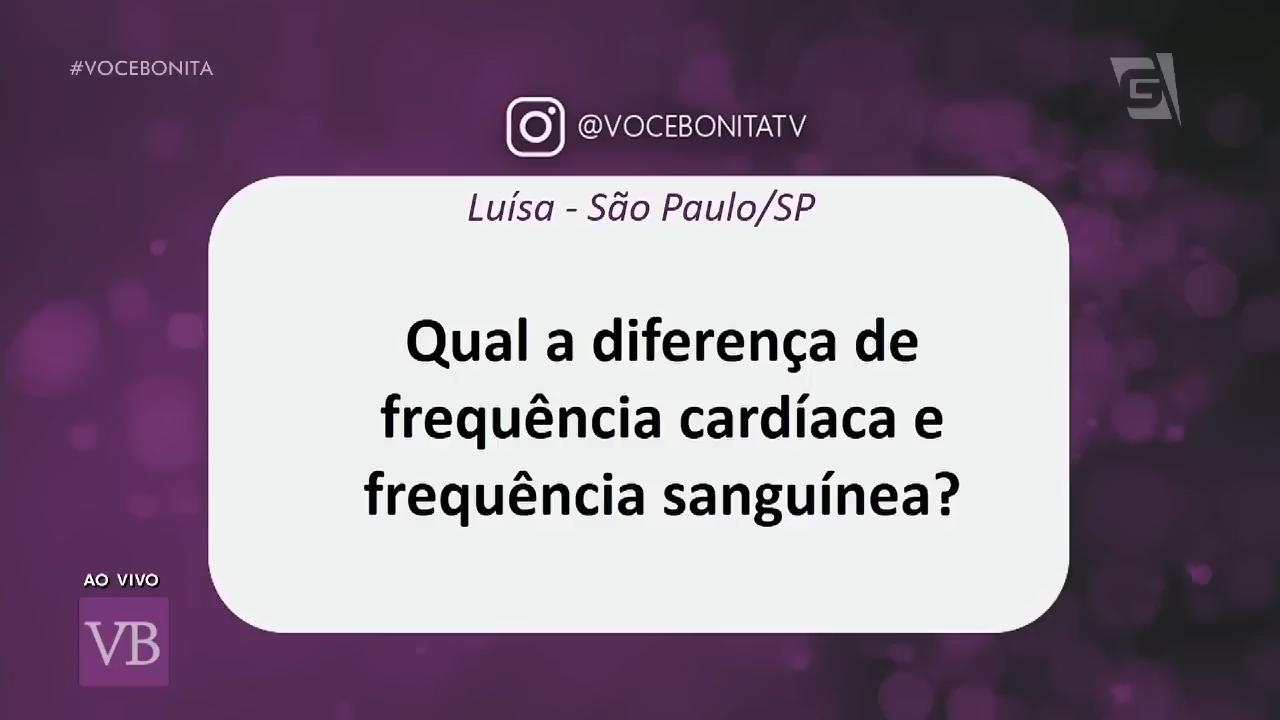 #VOCEBONITA
@VOCEBONITATV
Luísa - São Paulo/SP
Qual a diferença de
frequência cardíaca e
frequência sanguínea?
AO VIVO
VB